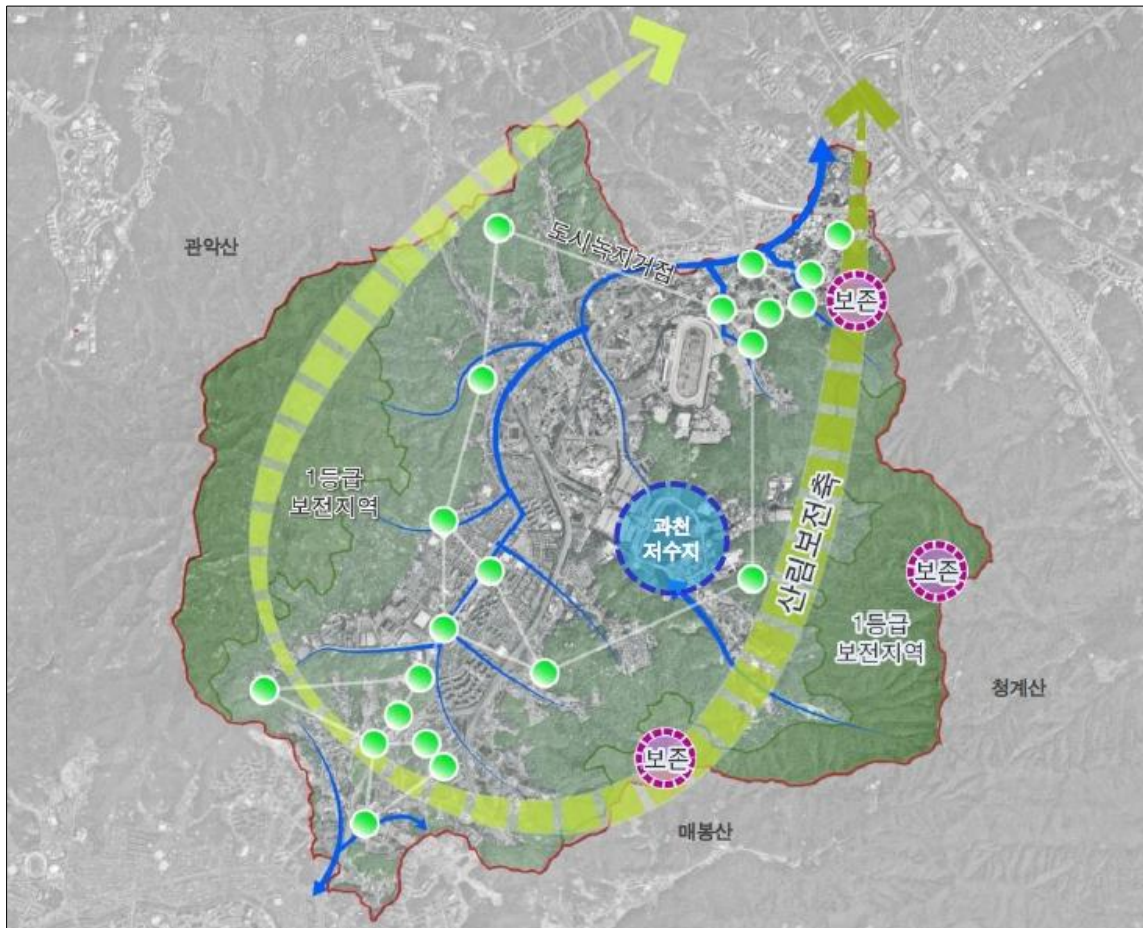 관악산
도시녹지거점
보존
1등급
보전지역
과천
저수지
산림보전축
보존
1등급
보전지역
청계산
보존
매봉산